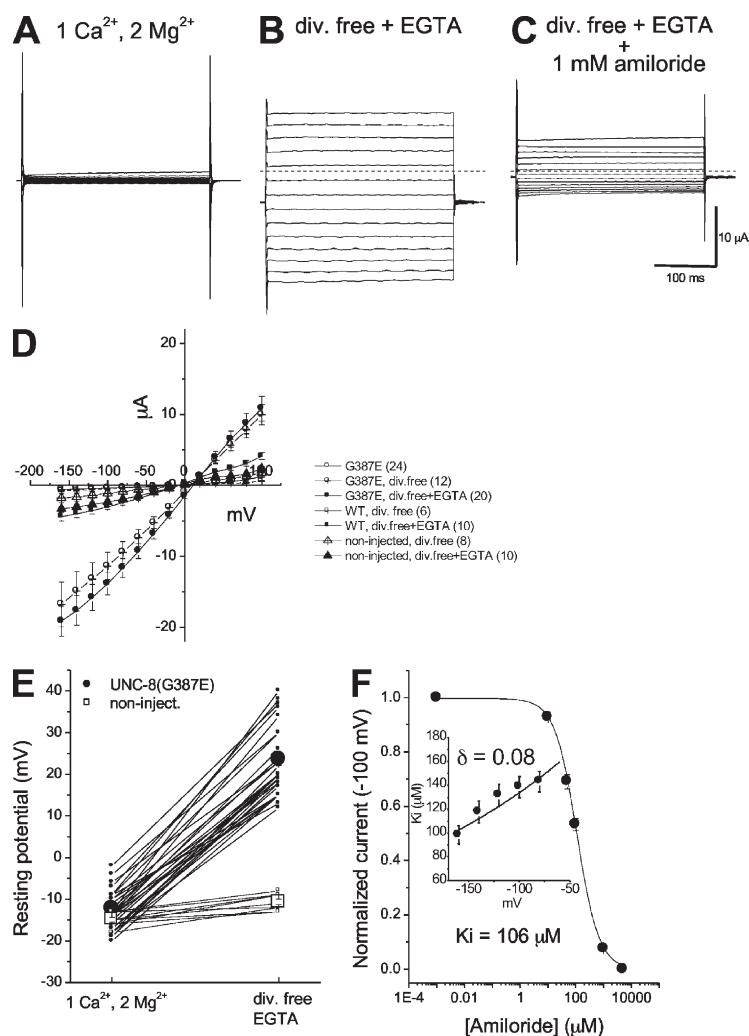 A
1 Ca²⁺, 2 Mg²⁺
B
div. free + EGTA
C
div. free + EGTA
+
1 mM amiloride
10 µA
100 ms
D
µA
20
10
0
-10
-20
-200 -150 -100 -50 0 50 100
mV
G387E (24)
G387E, div.free (12)
G387E, div.free+EGTA (20)
WT, div. free (6)
WT, div.free+EGTA (10)
non-injected, div.free (8)
non-injected, div.free+EGTA (10)
E
UNC-8(G387E)
non-inject.
Resting potential (mV)
40
30
20
10
0
-10
-20
-30
1 Ca²⁺, 2 Mg²⁺
div. free
EGTA
F
Normalized current (-100 mV)
1.0
0.8
0.6
0.4
0.2
0.0
1E-4 0.01 1 100 10000
[Amiloride] (µM)
δ = 0.08
Ki (µM)
180
160
140
120
100
80
60
-150 -100 -50
mV
Ki = 106 µM